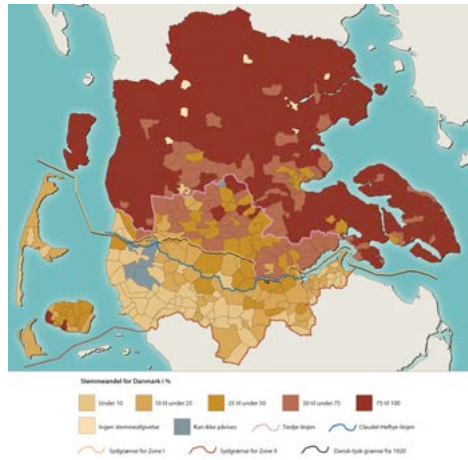 Stemmeandel for Danmark i %
Under 10
10 til under 25
25 til under 50
50 til under 75
75 til 100
Ingen stemmeafgivelse
Kan ikke påvises
Tiedje-linjen
Claudel-Heftye-linjen
Sydgrænse for Zone I
Sydgrænse for Zone II
Dansk-tysk grænse fra 1920